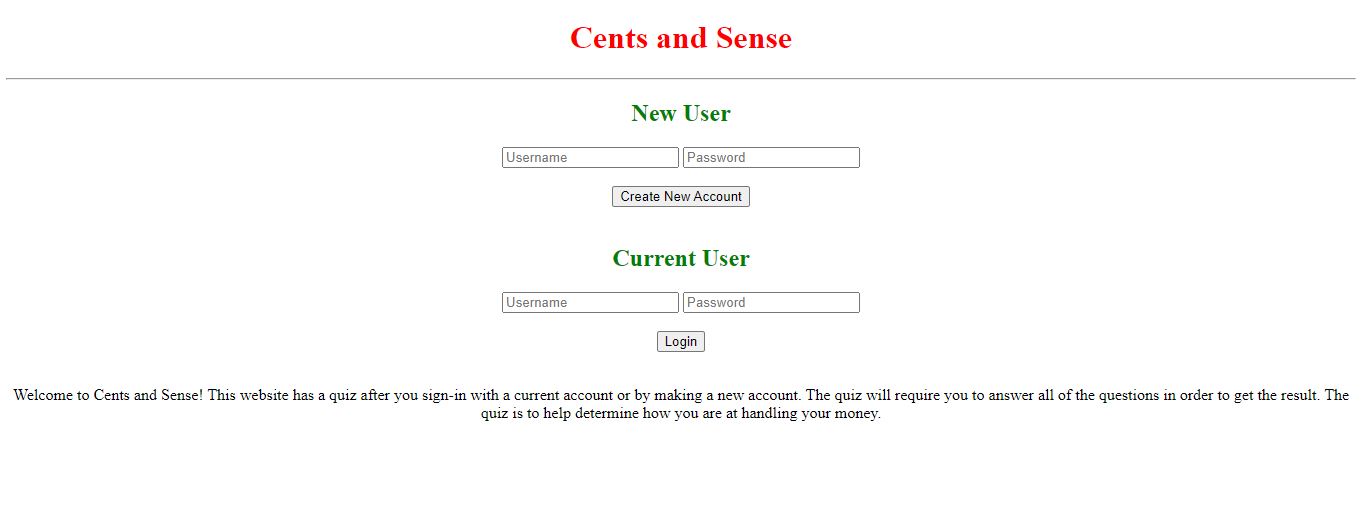 Cents and Sense
New User
Username Password
Create New Account
Current User
Username Password
Login
Welcome to Cents and Sense! This website has a quiz after you sign-in with a current account or by making a new account. The quiz will require you to answer all of the questions in order to get the result. The
quiz is to help determine how you are at handling your money.